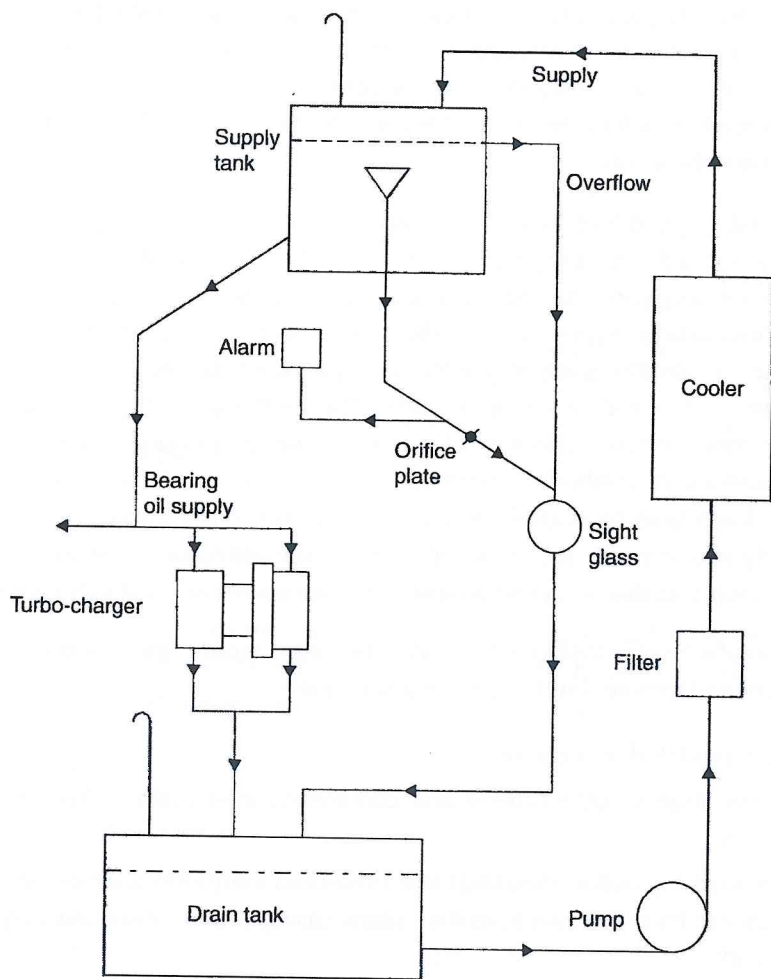 Supply
Supply
tank
Overflow
Alarm
Cooler
Orifice
plate
Bearing
oil supply
Sight
glass
Turbo-charger
Filter
Drain tank
Pump